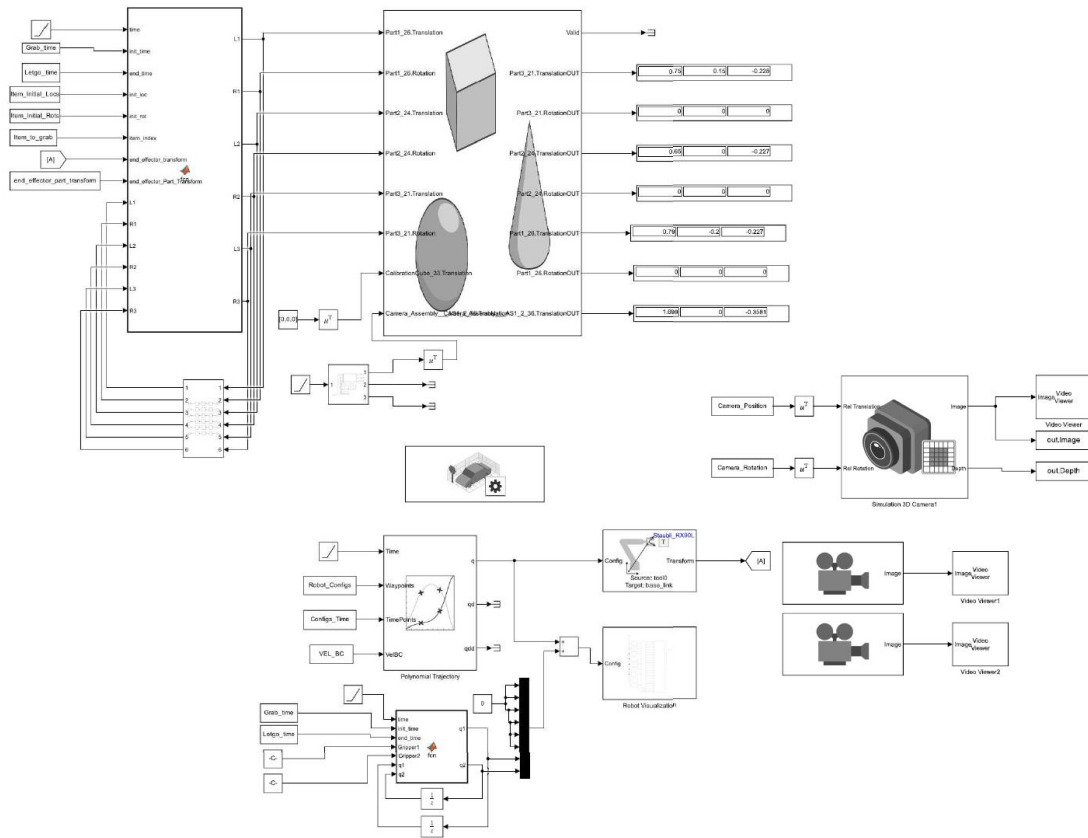 time
Grab_time
init_time
Letgo_time
end_time
Item_Initial_Locs
init_loc
Item_Initial_Rots
init_rot
Item_to_grab
item_index
[A]
end_effector_transform
end_effector_part_transform
end_effector_Part_Transform
fcn
L1
R1
L2
R2
L3
R3
L1
R1
L2
R2
L3
R3
1
2
3
4
5
6
1
2
3
4
5
6
Part1_26.Translation
Part1_26.Rotation
Part2_24.Translation
Part2_24.Rotation
Part3_21.Translation
Part3_21.Rotation
CalibrationCube_33.Translation
Valid
Part3_21.TranslationOUT
Part3_21.RotationOUT
Part2_24.TranslationOUT
Part2_24.RotationOUT
Part1_26.TranslationOUT
Part1_26.RotationOUT
0.75 0.15 -0.228
0 0 0
0.65 0 -0.227
0 0 0
0.79 -0.2 -0.227
0 0 0
1.699 0 -0.3581
[0,0,0]
uT
uT
1
1
2
3
Camera_Position
uT
Rel Translation
Image
Camera_Rotation
uT
Rel Rotation
Depth
Simulation 3D Camera1
Image
Video
Viewer
Video Viewer
out.Image
out.Depth
Time
Robot_Configs
Waypoints
Configs_Time
TimePoints
VEL_BC
VelBC
q
qd
qdd
Polynomial Trajectory
Staubli_RX90L
Config
T
Transform
Source: tool0
Target: base_link
[A]
+
+
Config
Robot Visualization
Image
Image
Video
Viewer
Video Viewer1
Image
Image
Video
Viewer
Video Viewer2
Grab_time
Letgo_time
-C-
-C-
time
init_time
end_time
Gripper1
Gripper2
q1
q2
fcn
q1
q2
0
1
z
1
z